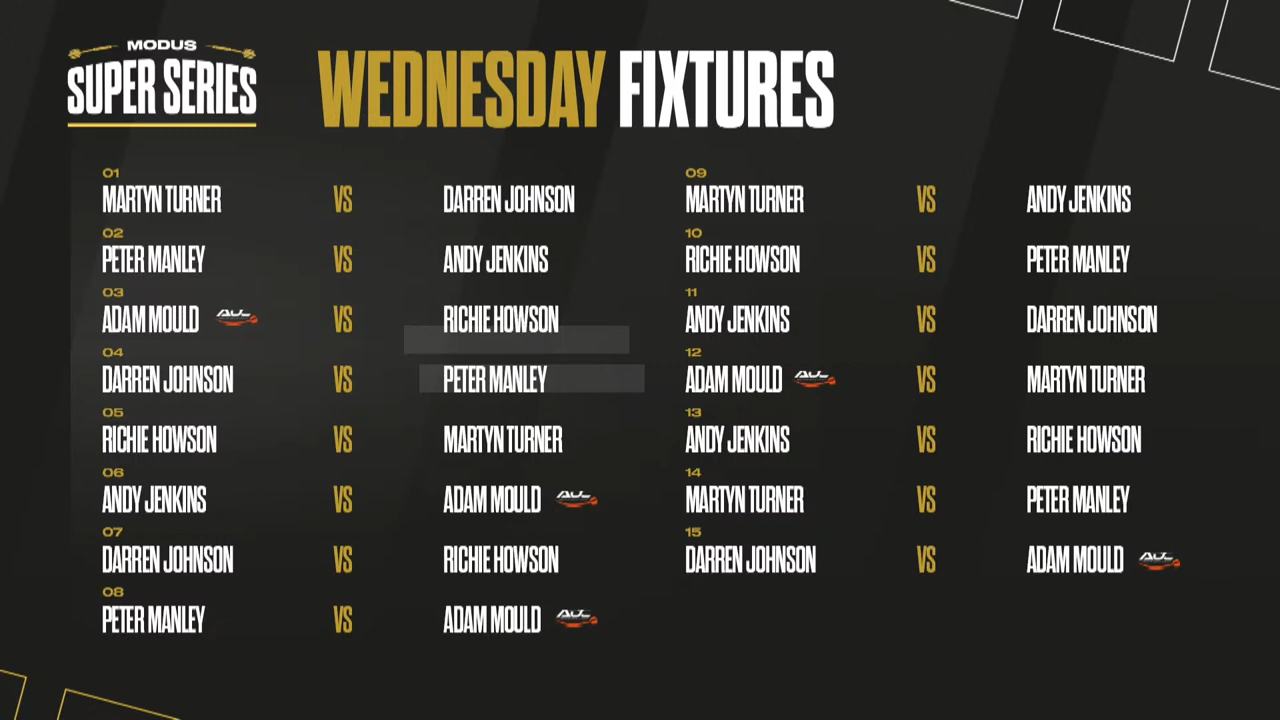 MODUS
SUPER SERIES
WEDNESDAY FIXTURES
01
MARTYN TURNER VS DARREN JOHNSON
02
PETER MANLEY VS ANDY JENKINS
03
ADAM MOULD VS RICHIE HOWSON
04
DARREN JOHNSON VS PETER MANLEY
05
RICHIE HOWSON VS MARTYN TURNER
06
ANDY JENKINS VS ADAM MOULD
07
DARREN JOHNSON VS RICHIE HOWSON
08
PETER MANLEY VS ADAM MOULD
09
MARTYN TURNER VS ANDY JENKINS
10
RICHIE HOWSON VS PETER MANLEY
11
ANDY JENKINS VS DARREN JOHNSON
12
ADAM MOULD VS MARTYN TURNER
13
ANDY JENKINS VS RICHIE HOWSON
14
MARTYN TURNER VS PETER MANLEY
15
DARREN JOHNSON VS ADAM MOULD